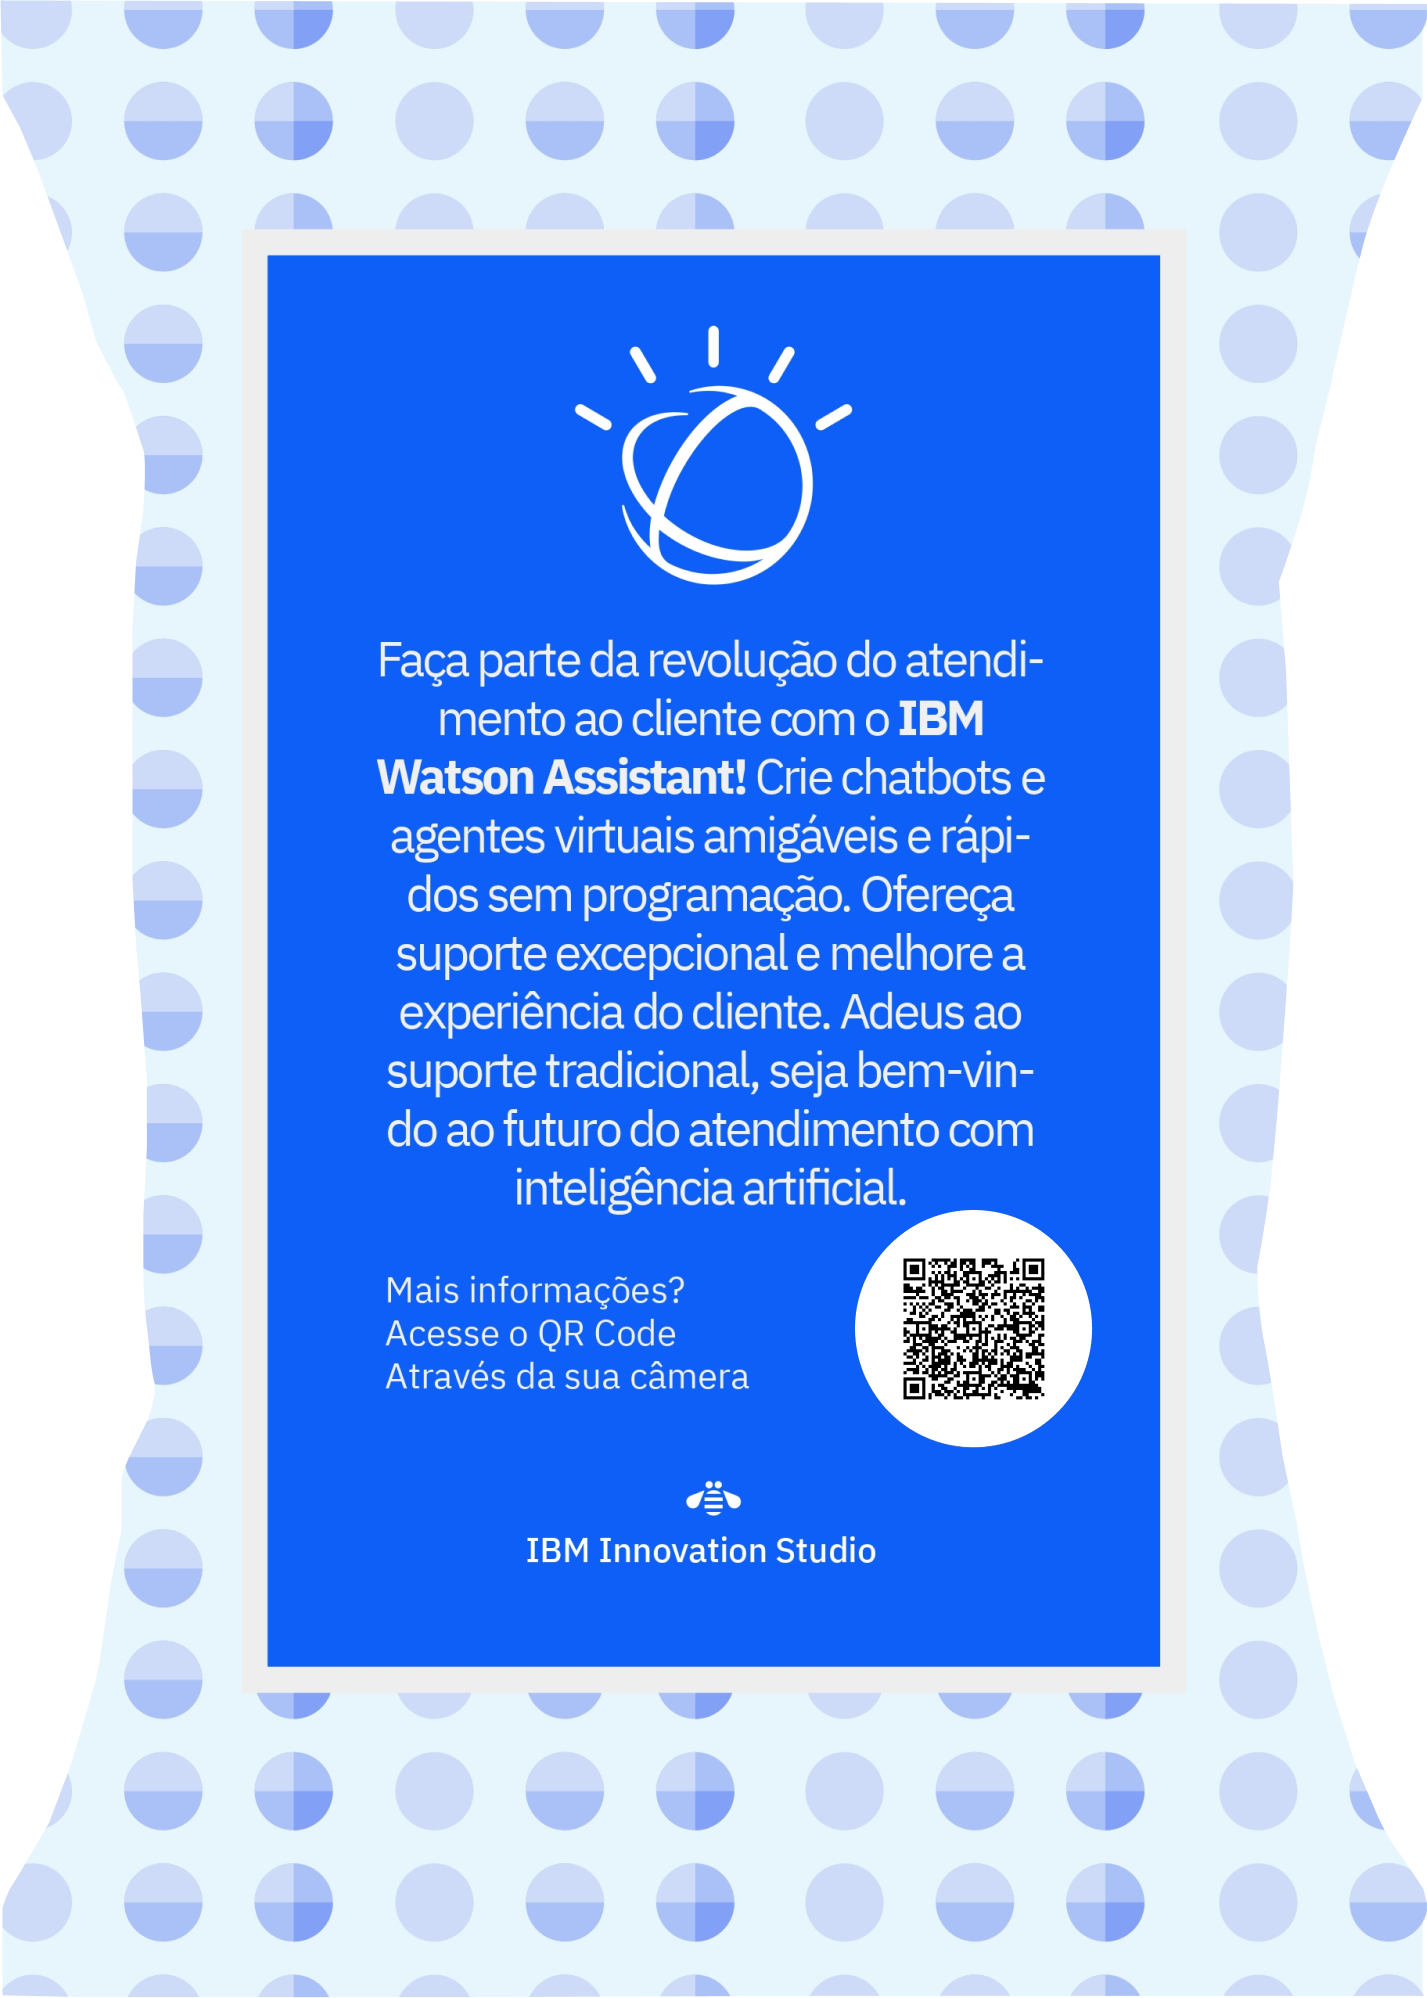 Faça parte da revolução do atendi-
mento ao cliente com o IBM
Watson Assistant! Crie chatbots e
agentes virtuais amigáveis e rápi-
dos sem programação. Ofereça
suporte excepcional e melhore a
experiência do cliente. Adeus ao
suporte tradicional, seja bem-vin-
do ao futuro do atendimento com
inteligência artificial.
Mais informações?
Acesse o QR Code
Através da sua câmera
IBM Innovation Studio